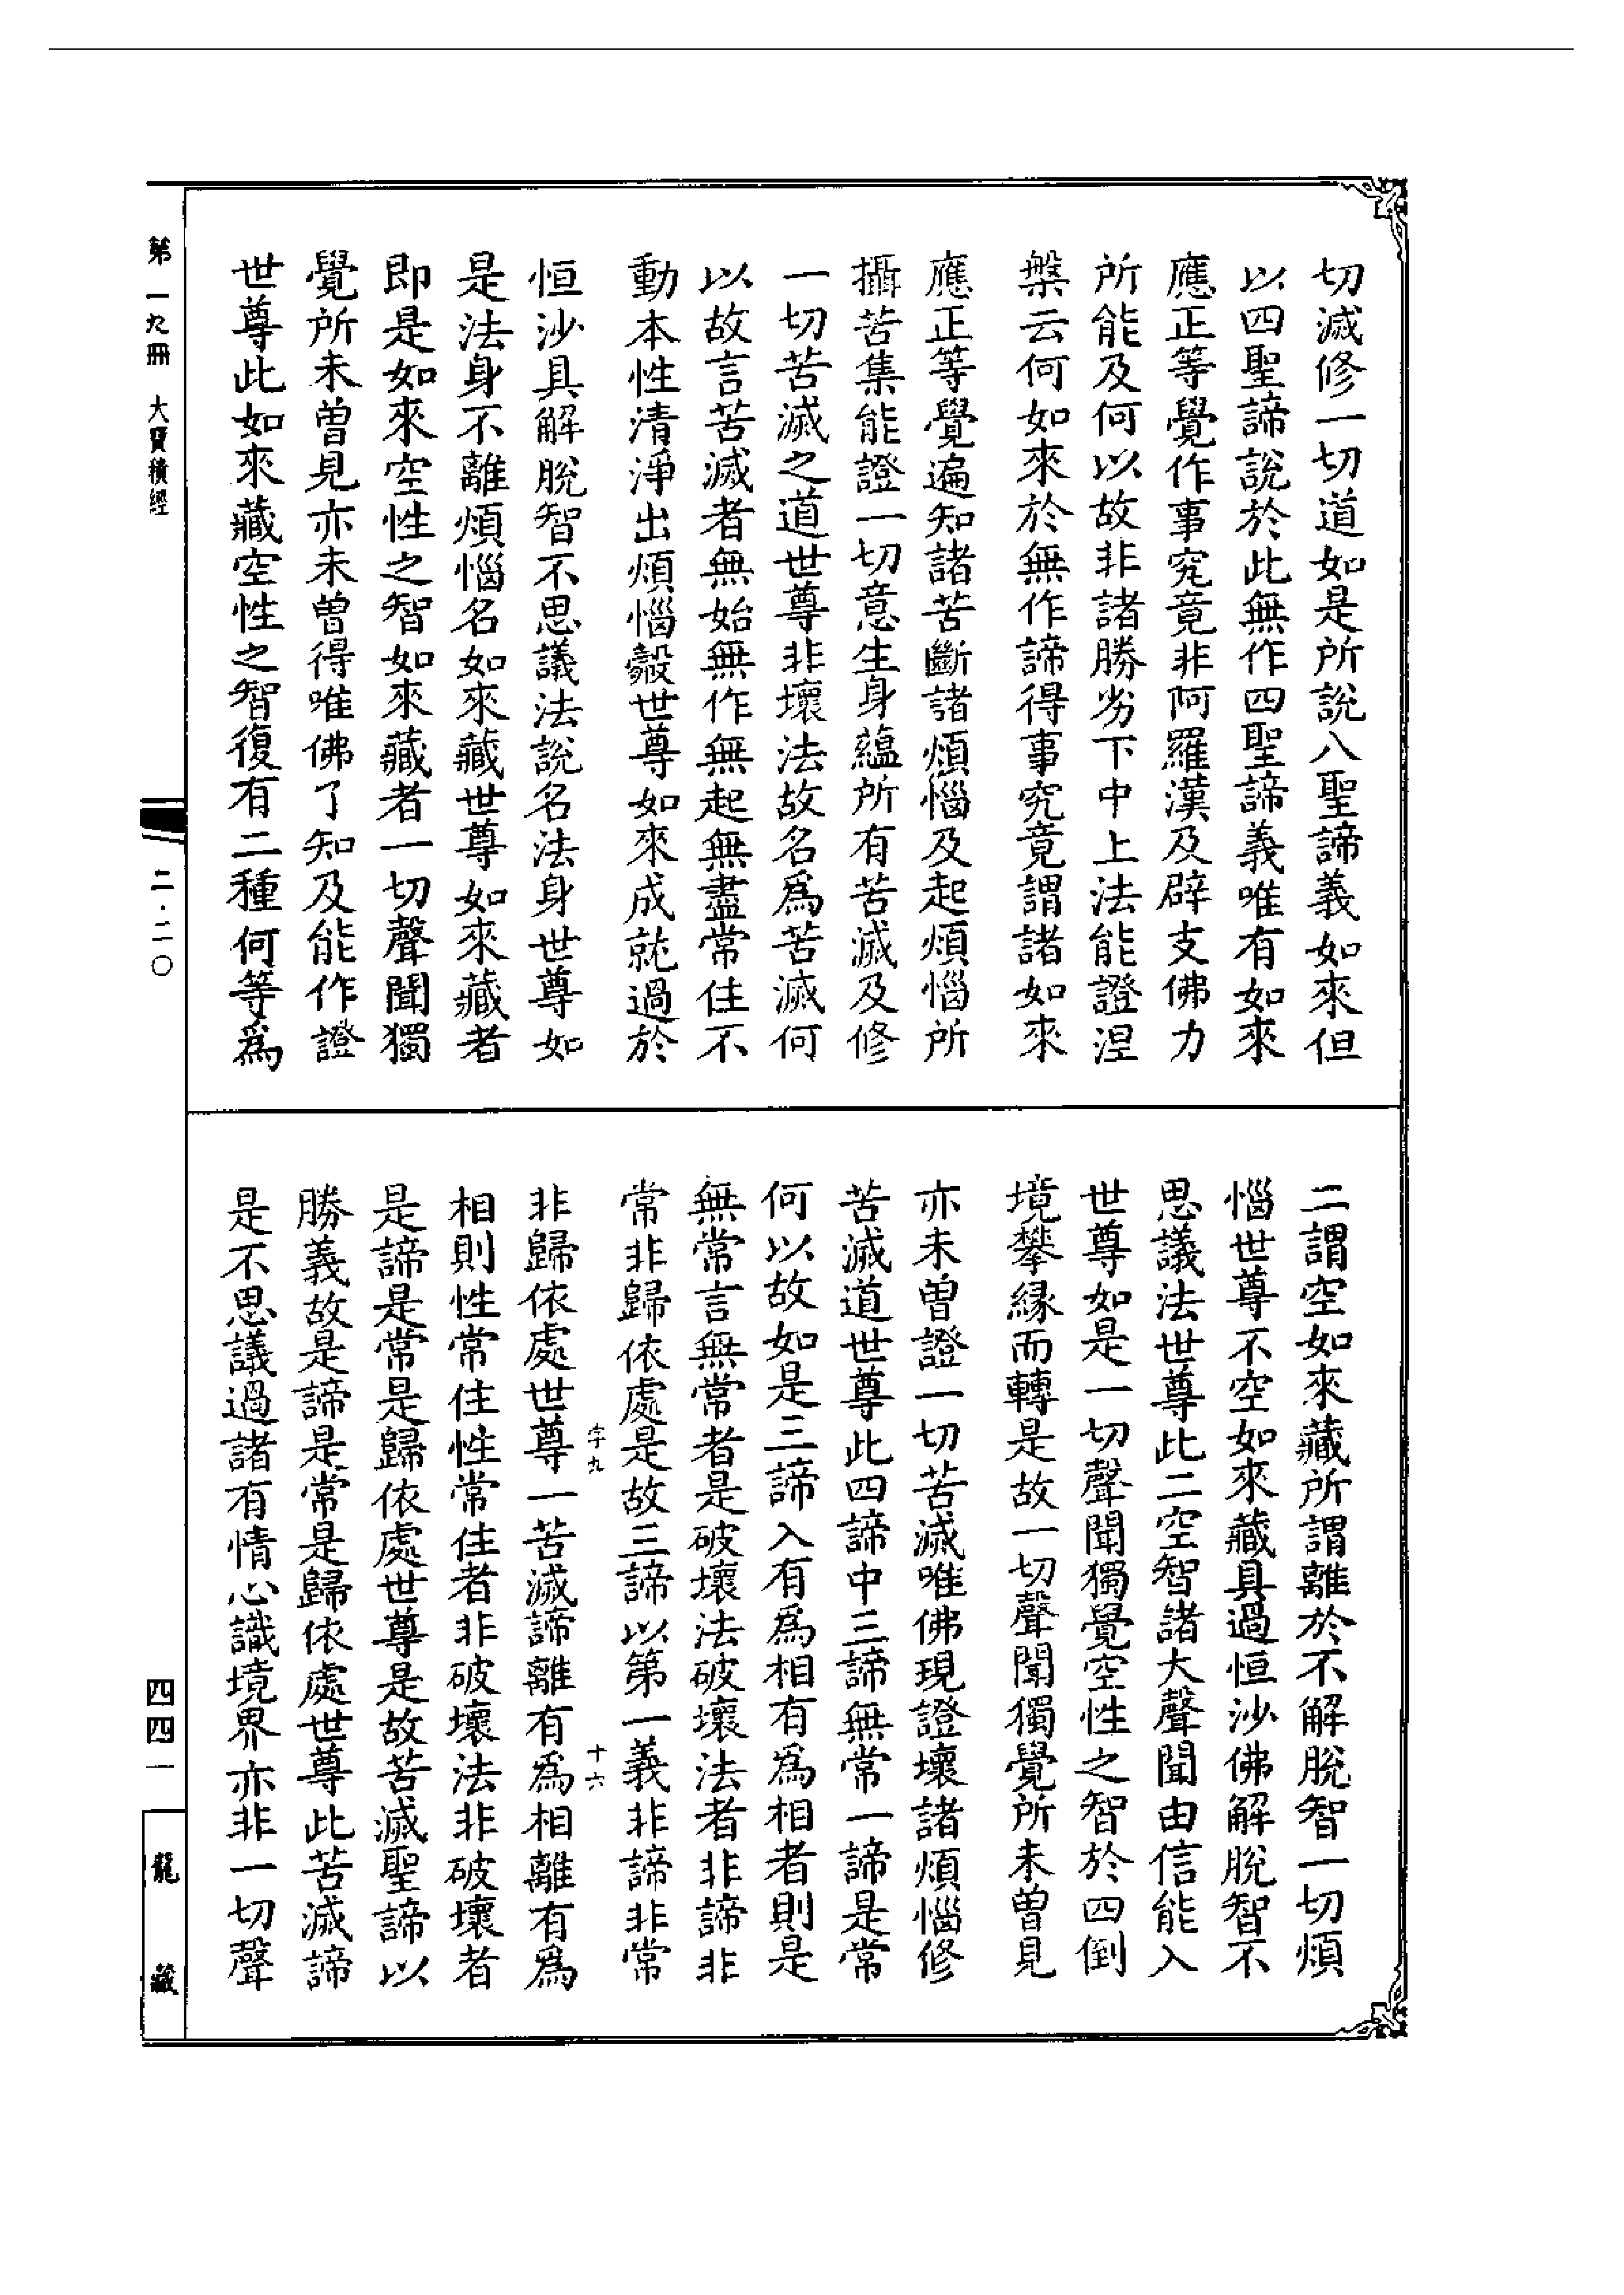 切滅修一切道如是所說八聖諦義如來但
以四聖諦說於此無作四聖諦義唯有如來
應正等覺作事究竟非阿羅漢及辟支佛力
所能及何以故非諸勝劣下中上法能證涅
槃云何如來於無作諦得事究竟謂諸如來
應正等覺遍知諸苦斷諸煩惱及起煩惱所
攝苦集能證一切意生身蘊所有苦滅及修
一切苦滅之道世尊非壞法故名為苦滅何
以故言苦滅者無始無作無起無盡常住不
動本性清淨出煩惱㲉世尊如來成就過於
恒沙具解脫智不思議法說名法身世尊如
是法身不離煩惱名如來藏世尊如來藏者
即是如來空性之智如來藏者一切聲聞獨
覺所未曾見亦未曾得唯佛了知及能作證
世尊此如來藏空性之智復有二種何等為
二謂空如來藏所謂離於不解脫智一切煩
惱世尊不空如來藏具過恒沙佛解脫智不
思議法世尊此二空智諸大聲聞由信能入
世尊如是一切聲聞獨覺空性之智於四倒
境攀緣而轉是故一切聲聞獨覺所未曾見
亦未曾證一切苦滅唯佛現證壞諸煩惱修
苦滅道世尊此四諦中三諦無常一諦是常
何以故如是三諦入有為相有為相者則是
無常言無常者是破壞法破壞法者非諦非
常非歸依處是故三諦以第一義非諦非常
字九
十六
非歸依處世尊一苦滅諦離有為相離有為
相則性常住性常住者非破壞法非破壞者
是諦是常是歸依處世尊是故苦滅聖諦以
勝義故是諦是常是歸依處世尊此苦滅諦
是不思議過諸有情心識境界亦非一切聲
第一九冊 大寶積經
二·二〇
四四一
龍藏